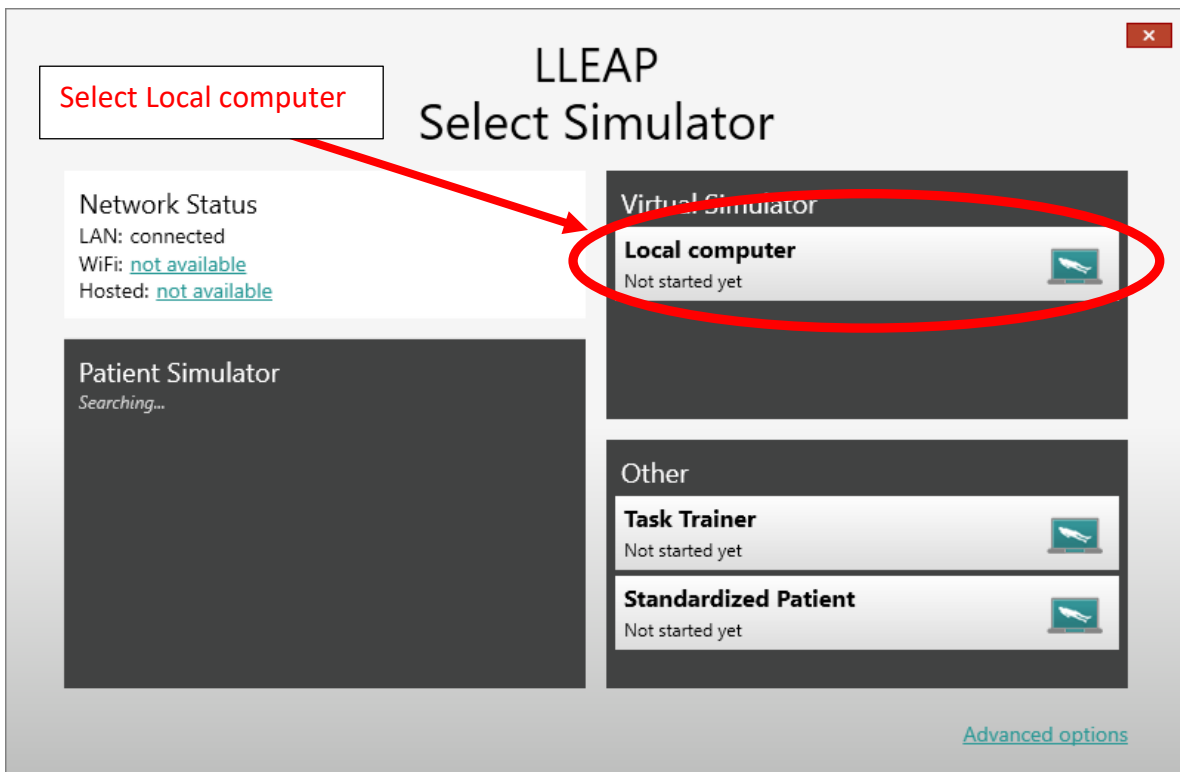 LLEAP
Select Simulator
Select Local computer
Network Status
LAN: connected
WiFi: not available
Hosted: not available
Patient Simulator
Searching...
Virtual Simulator
Local computer
Not started yet
Other
Task Trainer
Not started yet
Standardized Patient
Not started yet
Advanced options